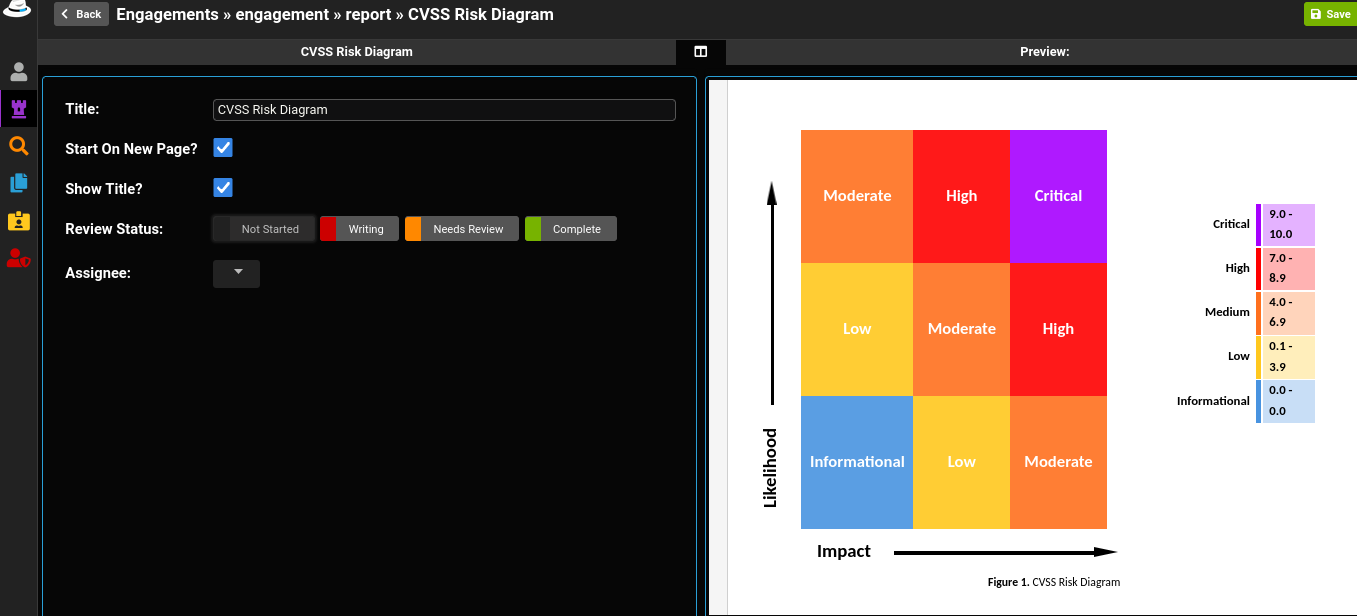 Back
Engagements » engagement » report » CVSS Risk Diagram
Save
CVSS Risk Diagram
Preview:
Title:
CVSS Risk Diagram
Start On New Page?
Show Title?
Review Status:
Not Started
Writing
Needs Review
Complete
Assignee:
Moderate
High
Critical
Low
Moderate
High
Informational
Low
Moderate
Likelihood
Impact
Critical
9.0 -
10.0
High
7.0 -
8.9
Medium
4.0 -
6.9
Low
0.1 -
3.9
Informational
0.0 -
0.0
Figure 1. CVSS Risk Diagram